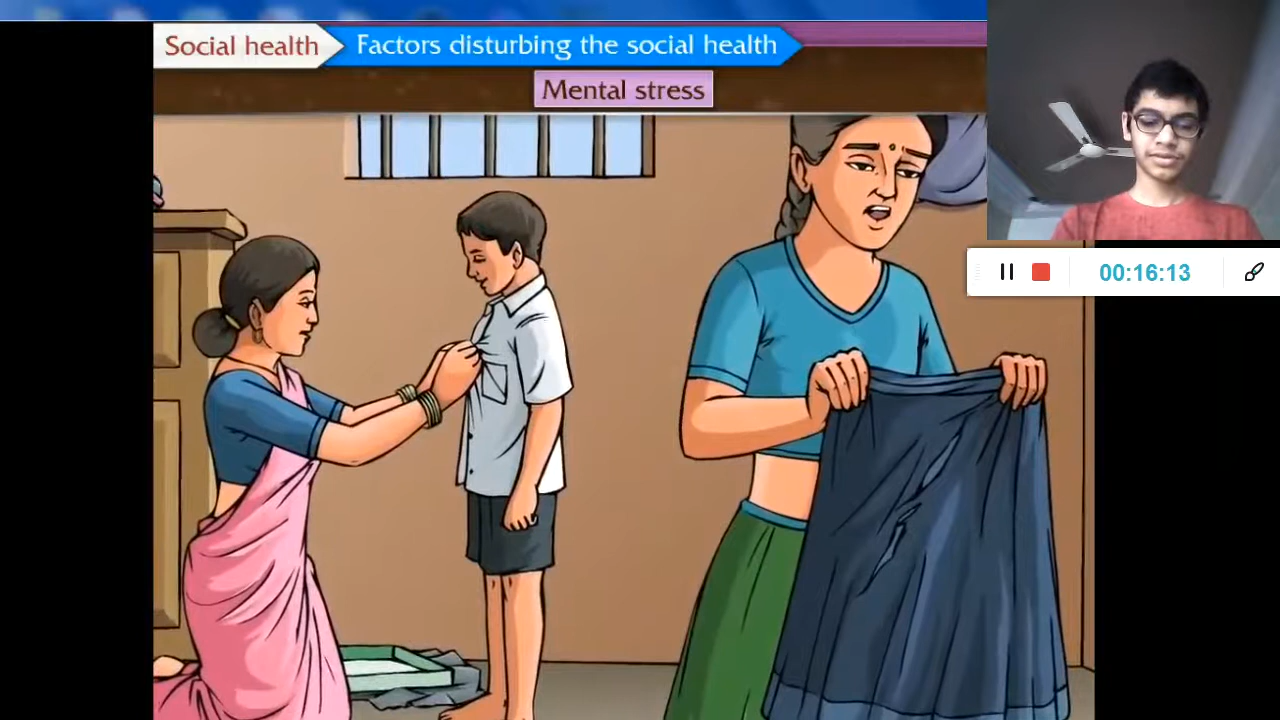 Social health
Factors disturbing the social health
Mental stress
00:16:13